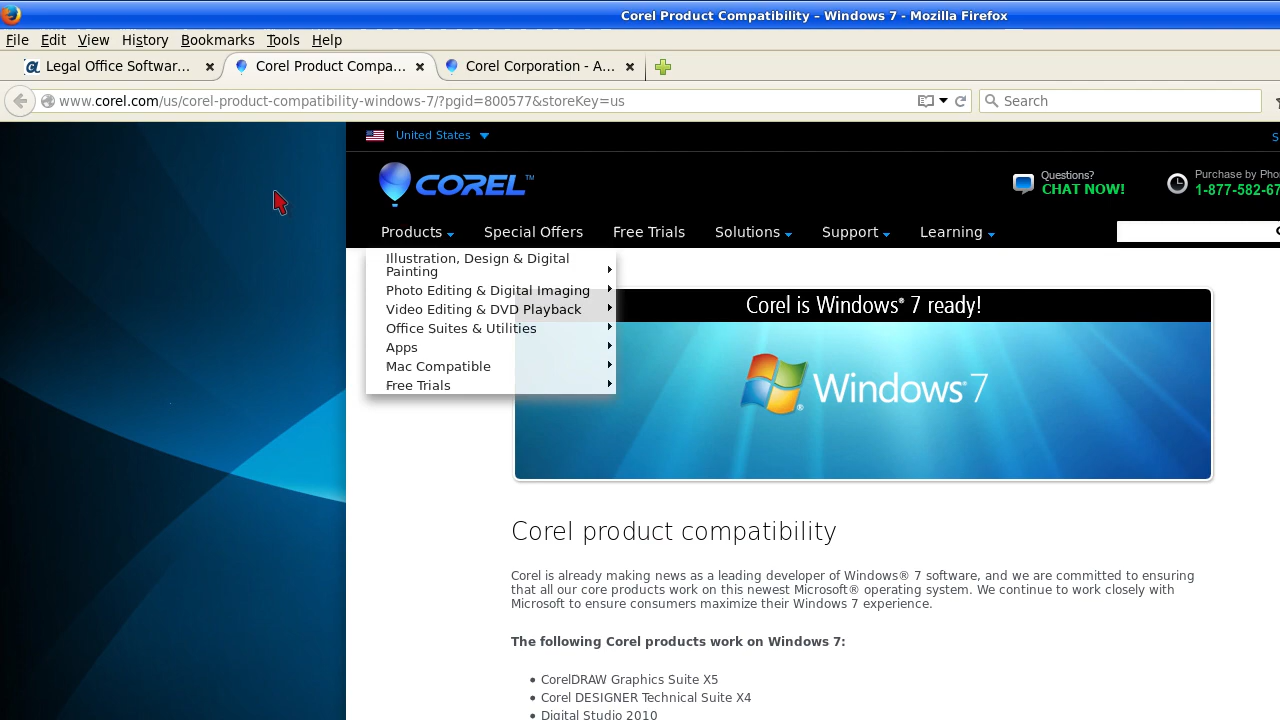 Corel Product Compatibility – Windows 7 - Mozilla Firefox
File Edit View History Bookmarks Tools Help
Legal Office Softwar... Corel Product Compa... Corel Corporation - A...
www.corel.com/us/corel-product-compatibility-windows-7/?pgid=800577&storeKey=us Search
United States S
COREL™
Questions?
CHAT NOW!
Purchase by Pho
1-877-582-67
Products Special Offers Free Trials Solutions Support Learning
Illustration, Design & Digital
Painting
Photo Editing & Digital Imaging
Video Editing & DVD Playback
Office Suites & Utilities
Apps
Mac Compatible
Free Trials
Corel is Windows® 7 ready!
Windows® 7
Corel product compatibility
Corel is already making news as a leading developer of Windows® 7 software, and we are committed to ensuring
that all our core products work on this newest Microsoft® operating system. We continue to work closely with
Microsoft to ensure consumers maximize their Windows 7 experience.
The following Corel products work on Windows 7:
• CorelDRAW Graphics Suite X5
• Corel DESIGNER Technical Suite X4
• Digital Studio 2010